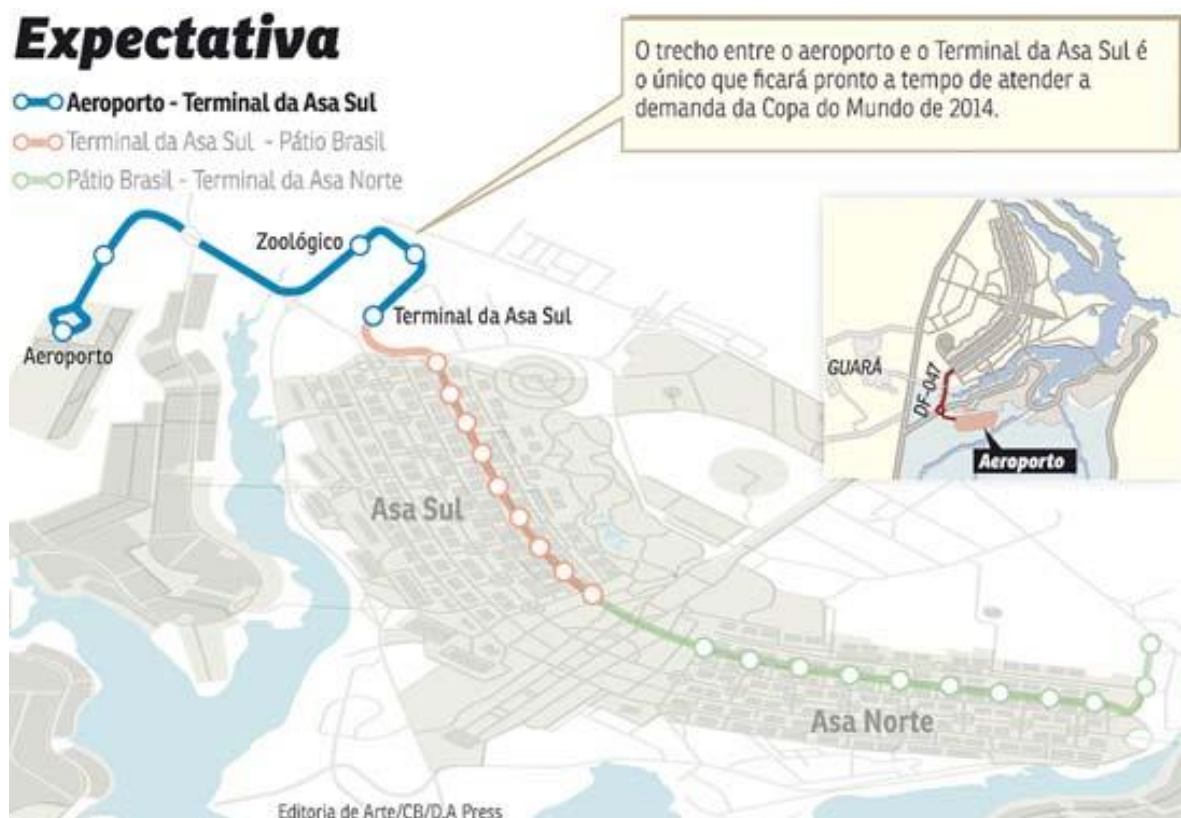 Expectativa
Aeroporto - Terminal da Asa Sul
Terminal da Asa Sul - Pátio Brasil
Pátio Brasil - Terminal da Asa Norte
O trecho entre o aeroporto e o Terminal da Asa Sul é
o único que ficará pronto a tempo de atender a
demanda da Copa do Mundo de 2014.
Zoológico
Terminal da Asa Sul
Aeroporto
GUARÁ
DF-047
Aeroporto
Asa Sul
Asa Norte
Editoria de Arte/CB/D.A Press